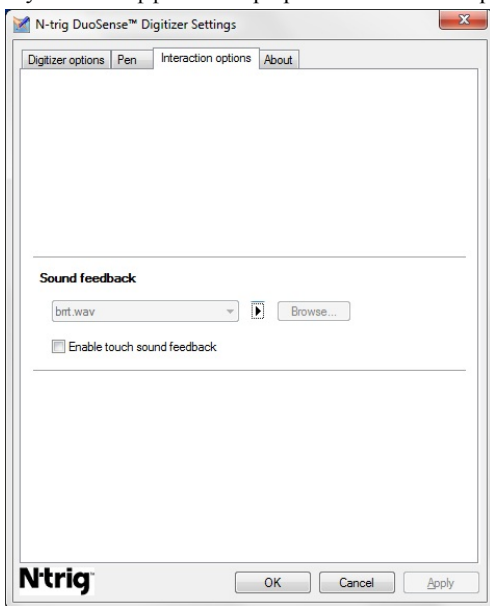 N-trig DuoSense™ Digitizer Settings
Digitizer options Pen Interaction options About
Sound feedback
brrt.wav Browse...
Enable touch sound feedback
N-trig OK Cancel Apply